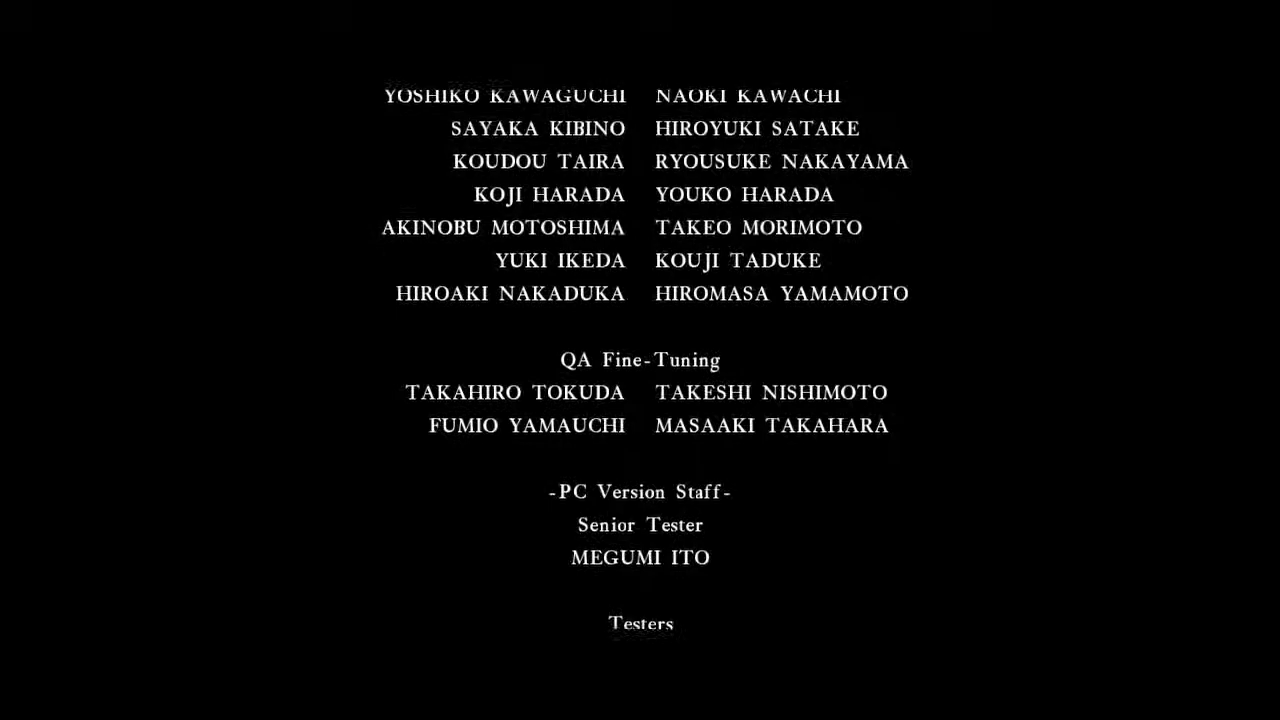 YOSHIKO KAWAGUCHI NAOKI KAWACHI
SAYAKA KIBINO HIROYUKI SATAKE
KOUDOU TAIRA RYOUSUKE NAKAYAMA
KOJI HARADA YOUKO HARADA
AKINOBU MOTOSHIMA TAKEO MORIMOTO
YUKI IKEDA KOUJI TADUKE
HIROAKI NAKADUKA HIROMASA YAMAMOTO
QA Fine-Tuning
TAKAHIRO TOKUDA TAKESHI NISHIMOTO
FUMIO YAMAUCHI MASAAKI TAKAHARA
-PC Version Staff-
Senior Tester
MEGUMI ITO
Testers